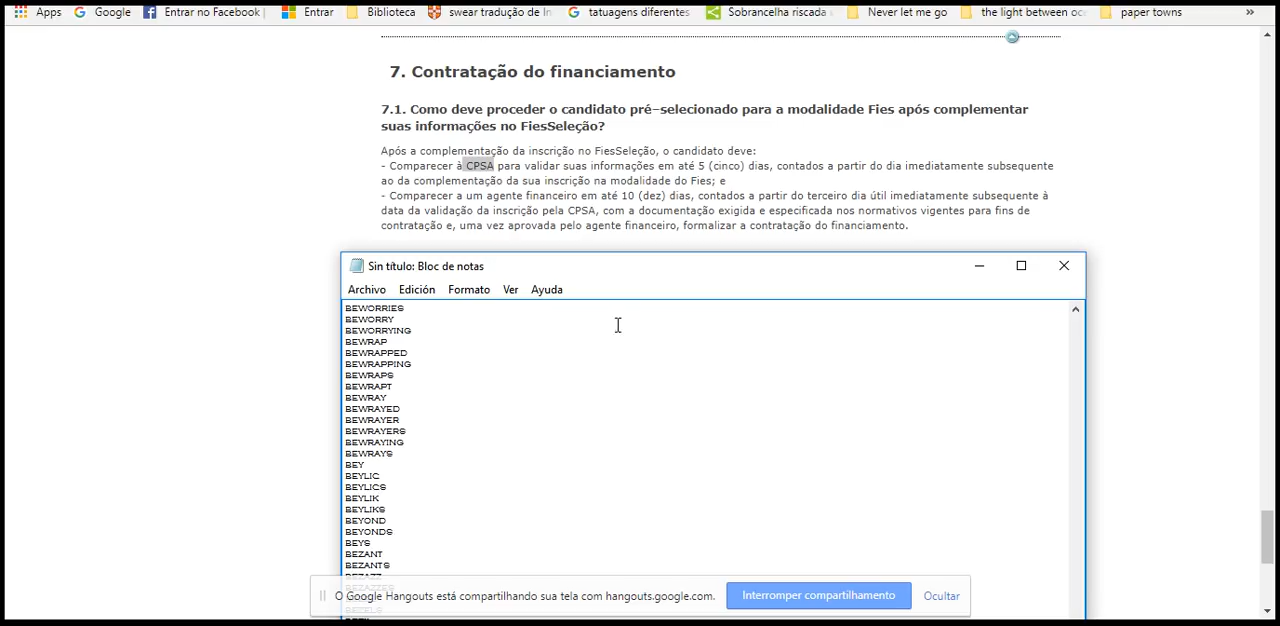 Apps Google Entrar no Facebook Entrar Biblioteca swear tradução de In tatuagens diferentes Sobrancelha riscada Never let me go the light between oc paper towns »
7. Contratação do financiamento
7.1. Como deve proceder o candidato pré–selecionado para a modalidade Fies após complementar
suas informações no FiesSeleção?
Após a complementação da inscrição no FiesSeleção, o candidato deve:
- Comparecer à CPSA para validar suas informações em até 5 (cinco) dias, contados a partir do dia imediatamente subsequente
ao da complementação da sua inscrição na modalidade do Fies; e
- Comparecer a um agente financeiro em até 10 (dez) dias, contados a partir do terceiro dia útil imediatamente subsequente à
data da validação da inscrição pela CPSA, com a documentação exigida e especificada nos normativos vigentes para fins de
contratação e, uma vez aprovada pelo agente financeiro, formalizar a contratação do financiamento.
Sin título: Bloc de notas
Archivo Edición Formato Ver Ayuda
BEWORRIES
BEWORRY
BEWORRYING
BEWRAP
BEWRAPPED
BEWRAPPING
BEWRAPS
BEWRAPT
BEWRAY
BEWRAYED
BEWRAYER
BEWRAYERS
BEWRAYING
BEWRAYS
BEY
BEYLIC
BEYLICS
BEYLIK
BEYLIKS
BEYOND
BEYONDS
BEYS
BEZANT
BEZANTS
BEZAZZ
O Google Hangouts está compartilhando sua tela com hangouts.google.com. Interromper compartilhamento Ocultar